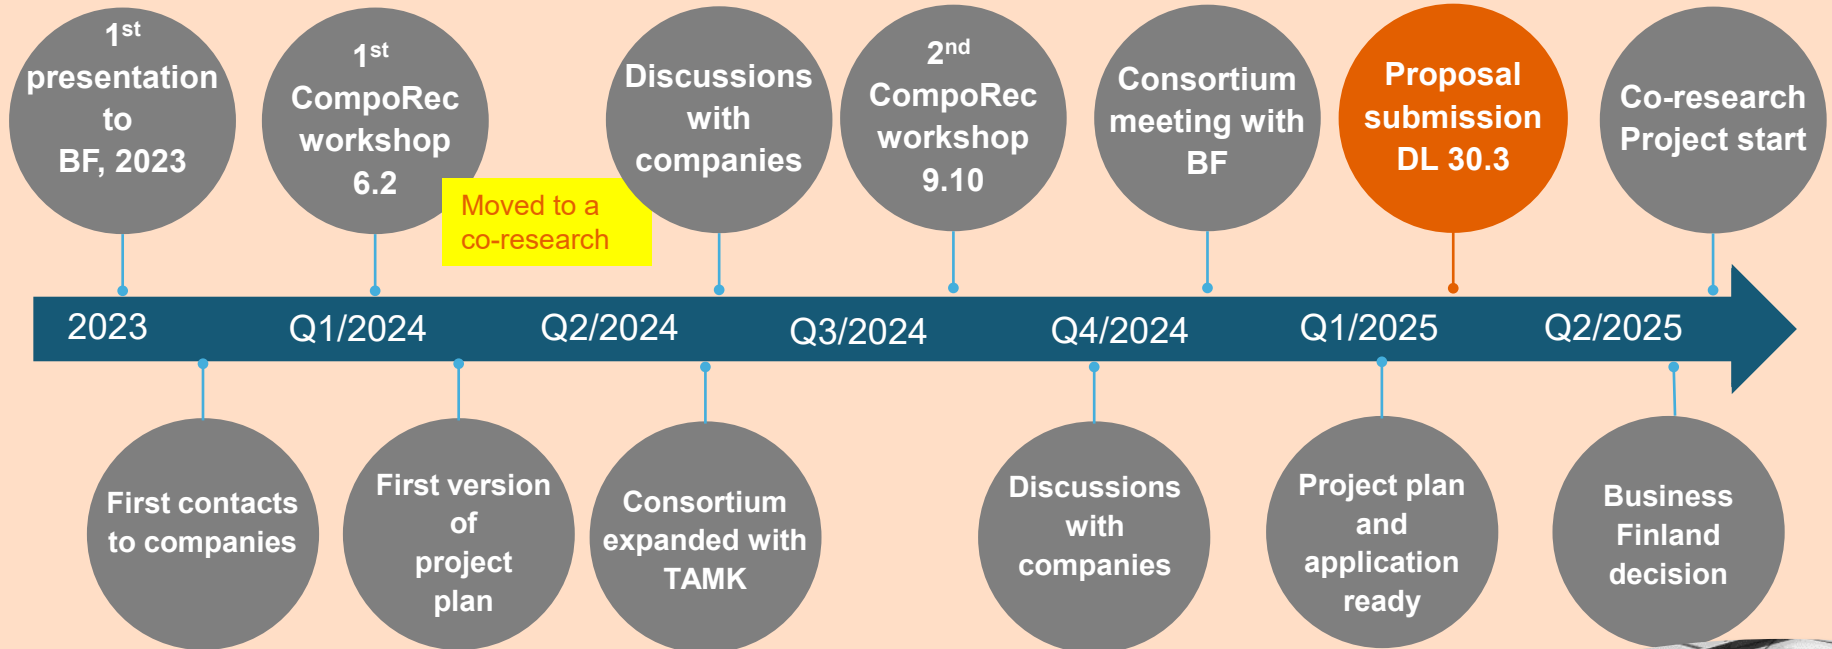 1st
presentation
to
BF, 2023
1st
CompoRec
workshop
6.2
Moved to a
co-research
Discussions
with
companies
2nd
CompoRec
workshop
9.10
Consortium
meeting with
BF
Proposal
submission
DL 30.3
Co-research
Project start
2023
Q1/2024
Q2/2024
Q3/2024
Q4/2024
Q1/2025
Q2/2025
First contacts
to companies
First version
of
project
plan
Consortium
expanded with
TAMK
Discussions
with
companies
Project plan
and
application
ready
Business
Finland
decision